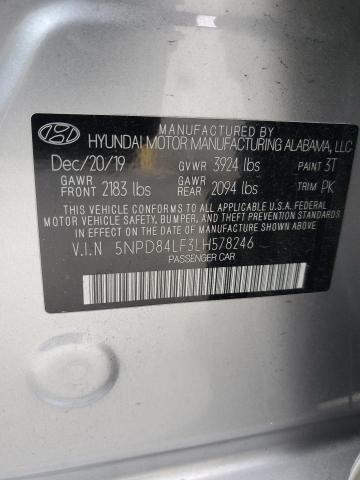 MANUFACTURED BY
HYUNDAI MOTOR MANUFACTURING ALABAMA, LLC
Dec/20/19 GVWR 3924 lbs PAINT 3T
GAWR FRONT 2183 lbs GAWR REAR 2094 lbs TRIM PK
THIS VEHICLE CONFORMS TO ALL APPLICABLE U.S.A. FEDERAL
MOTOR VEHICLE SAFETY, BUMPER, AND THEFT PREVENTION STANDARDS
IN EFFECT ON THE DATE OF MANUFACTURE SHOWN ABOVE.
V.I.N 5NPD84LF3LH578246
PASSENGER CAR